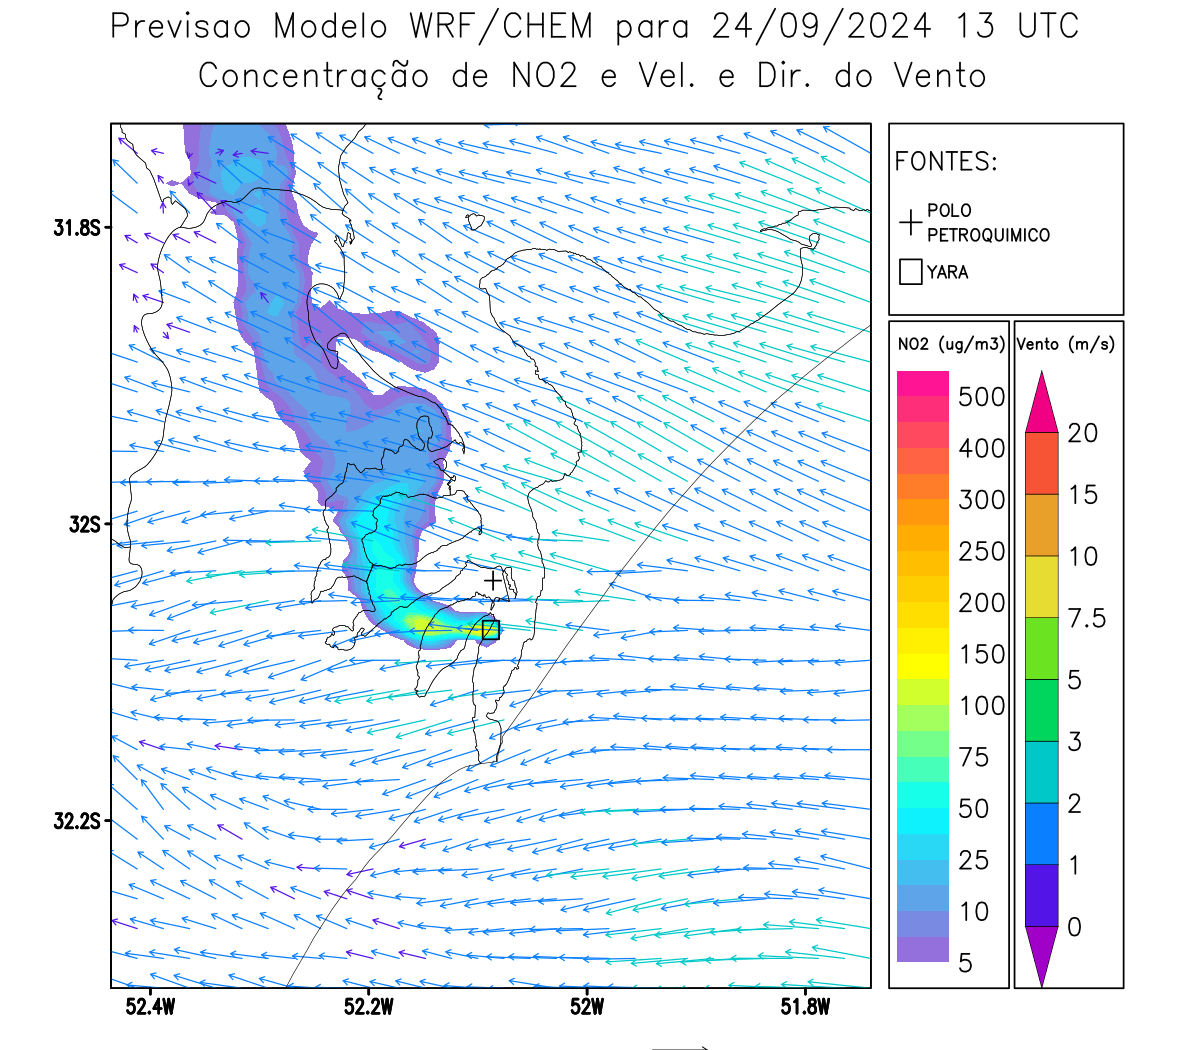 Previsao Modelo WRF/CHEM para 24/09/2024 13 UTC
Concentração de NO2 e Vel. e Dir. do Vento
FONTES:
POLO
PETROQUIMICO
YARA
NO2 (ug/m3)
500
400
300
250
200
150
100
75
50
25
10
5
Vento (m/s)
20
15
10
7.5
5
3
2
1
0
31.8S
32S
32.2S
52.4W
52.2W
52W
51.8W